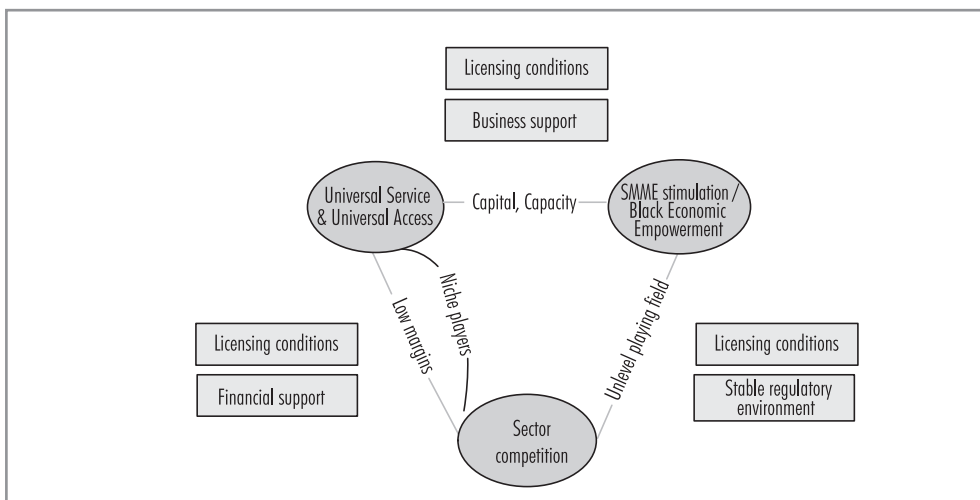 Licensing conditions
Business support
Universal Service
& Universal Access
Capital, Capacity
SMME stimulation /
Black Economic
Empowerment
Niche players
Low margins
Unlevel playing field
Licensing conditions
Financial support
Licensing conditions
Stable regulatory
environment
Sector
competition